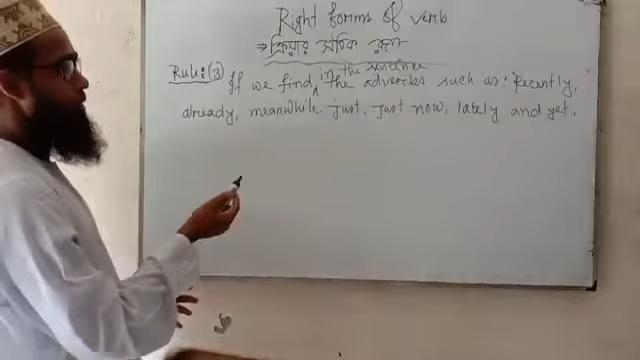 Right forms of verb
→ ক্রিয়ার সঠিক রূপ
Rule:(3) If we find in the sentence the adverbs such as: Recently,
already, meanwhile. just, just now, lately and yet.